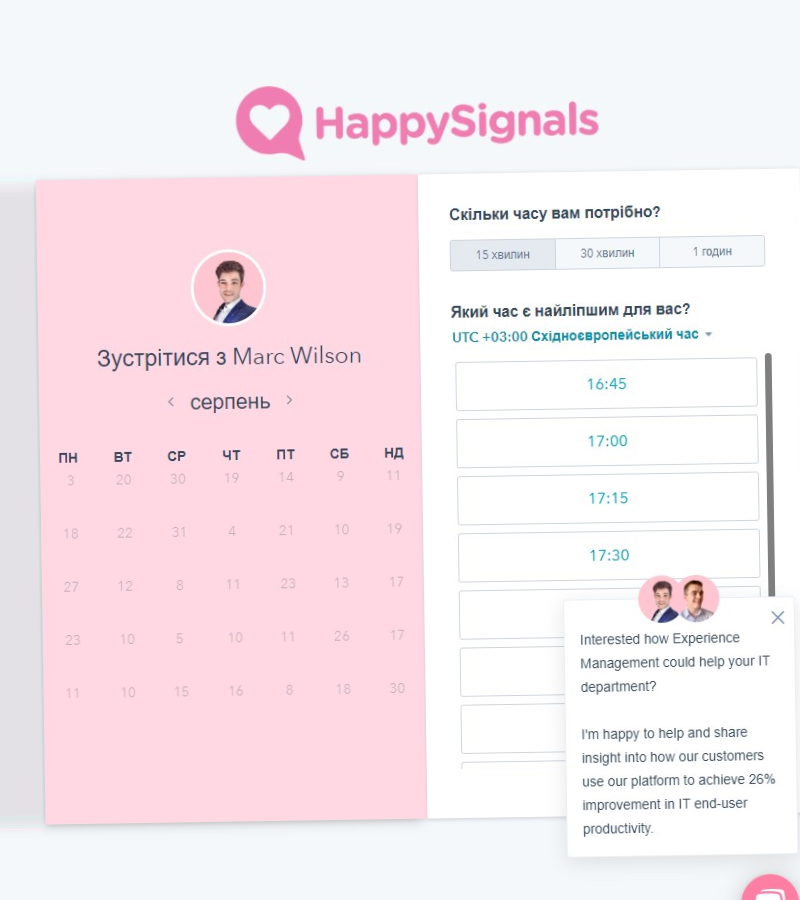 HappySignals
Зустрітися з Marc Wilson
серпень
ПН ВТ СР ЧТ ПТ СБ НД
3 20 30 19 14 9 11
18 22 31 4 21 10 19
27 12 8 11 23 13 17
23 10 5 10 11 26 17
11 10 15 16 8 18 30
Скільки часу вам потрібно?
15 хвилин 30 хвилин 1 годин
Який час є найліпшим для вас?
UTC +03:00 Східноєвропейський час
16:45
17:00
17:15
17:30
Interested how Experience
Management could help your IT
department?
I'm happy to help and share
insight into how our customers
use our platform to achieve 26%
improvement in IT end-user
productivity.